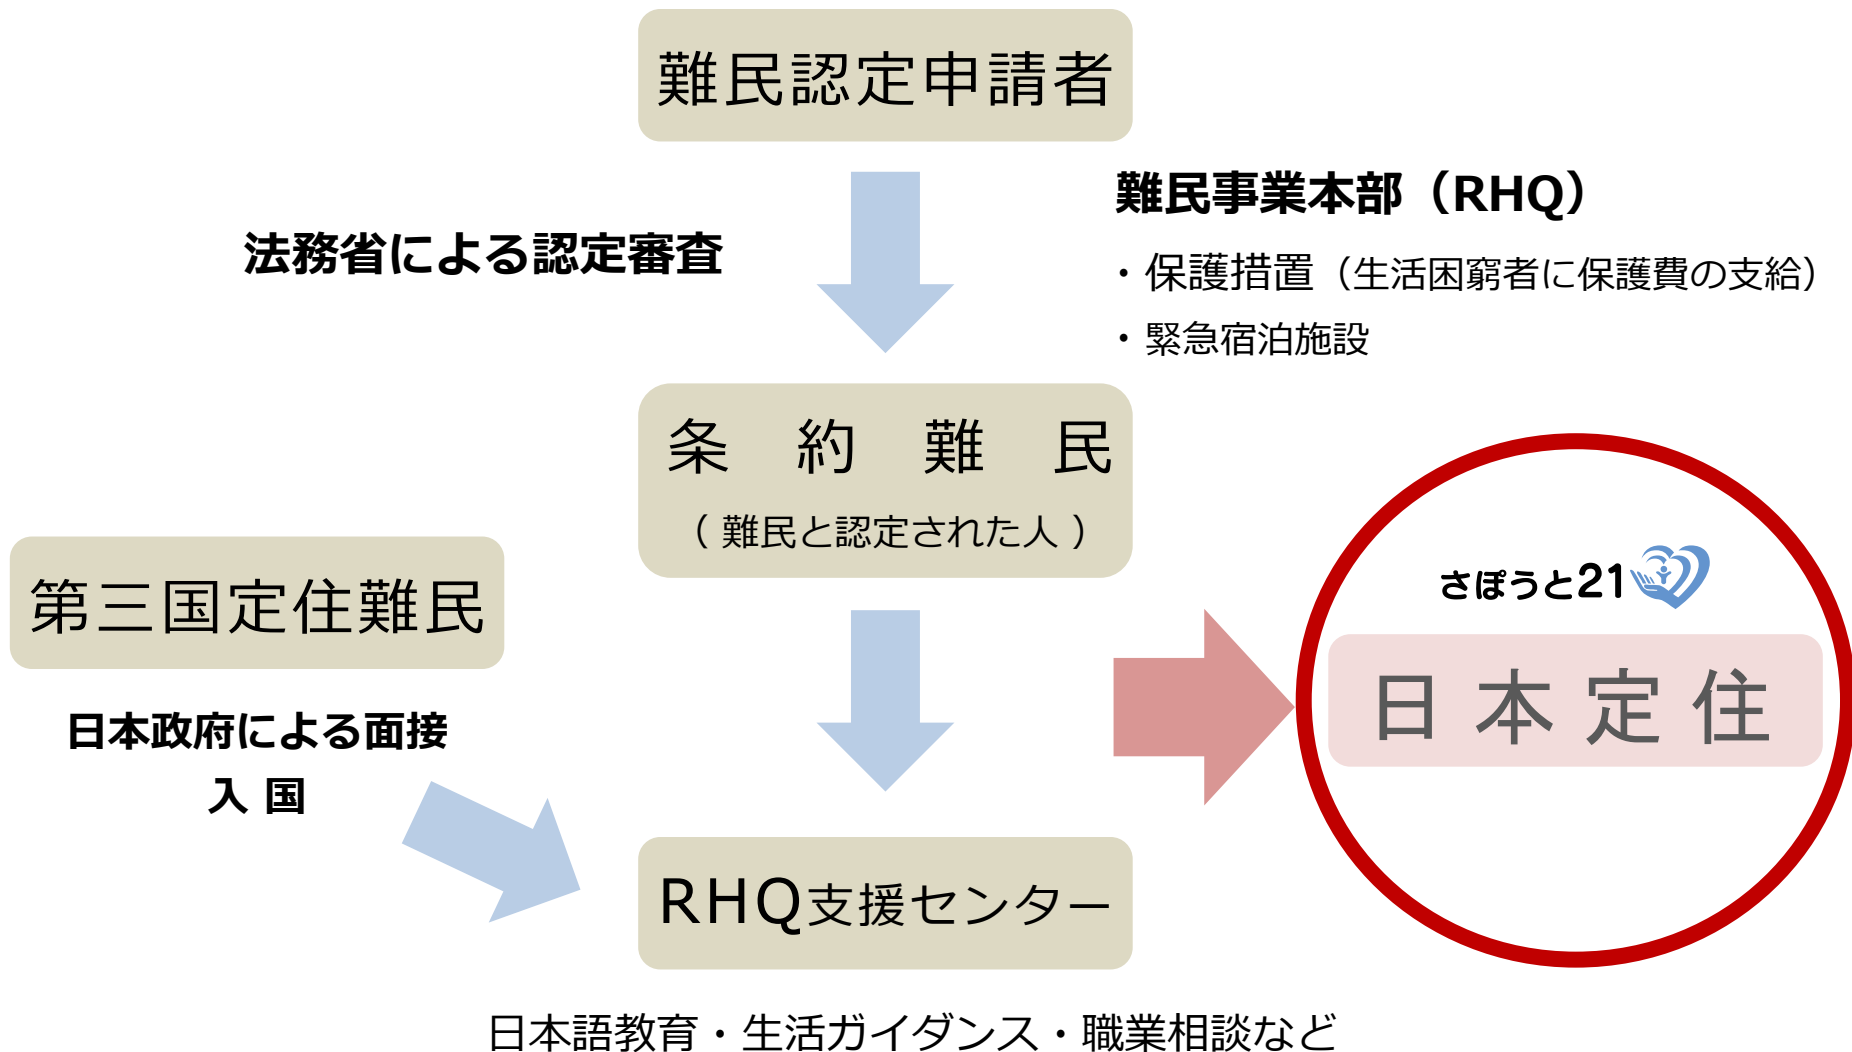 難民認定申請者
難民事業本部（RHQ）
法務省による認定審査
・保護措置（生活困窮者に保護費の支給）
・緊急宿泊施設
条　約　難　民
（ 難民と認定された人 ）
第三国定住難民
さぽうと21
日本定住
日本政府による面接
入 国
RHQ支援センター
日本語教育・生活ガイダンス・職業相談など